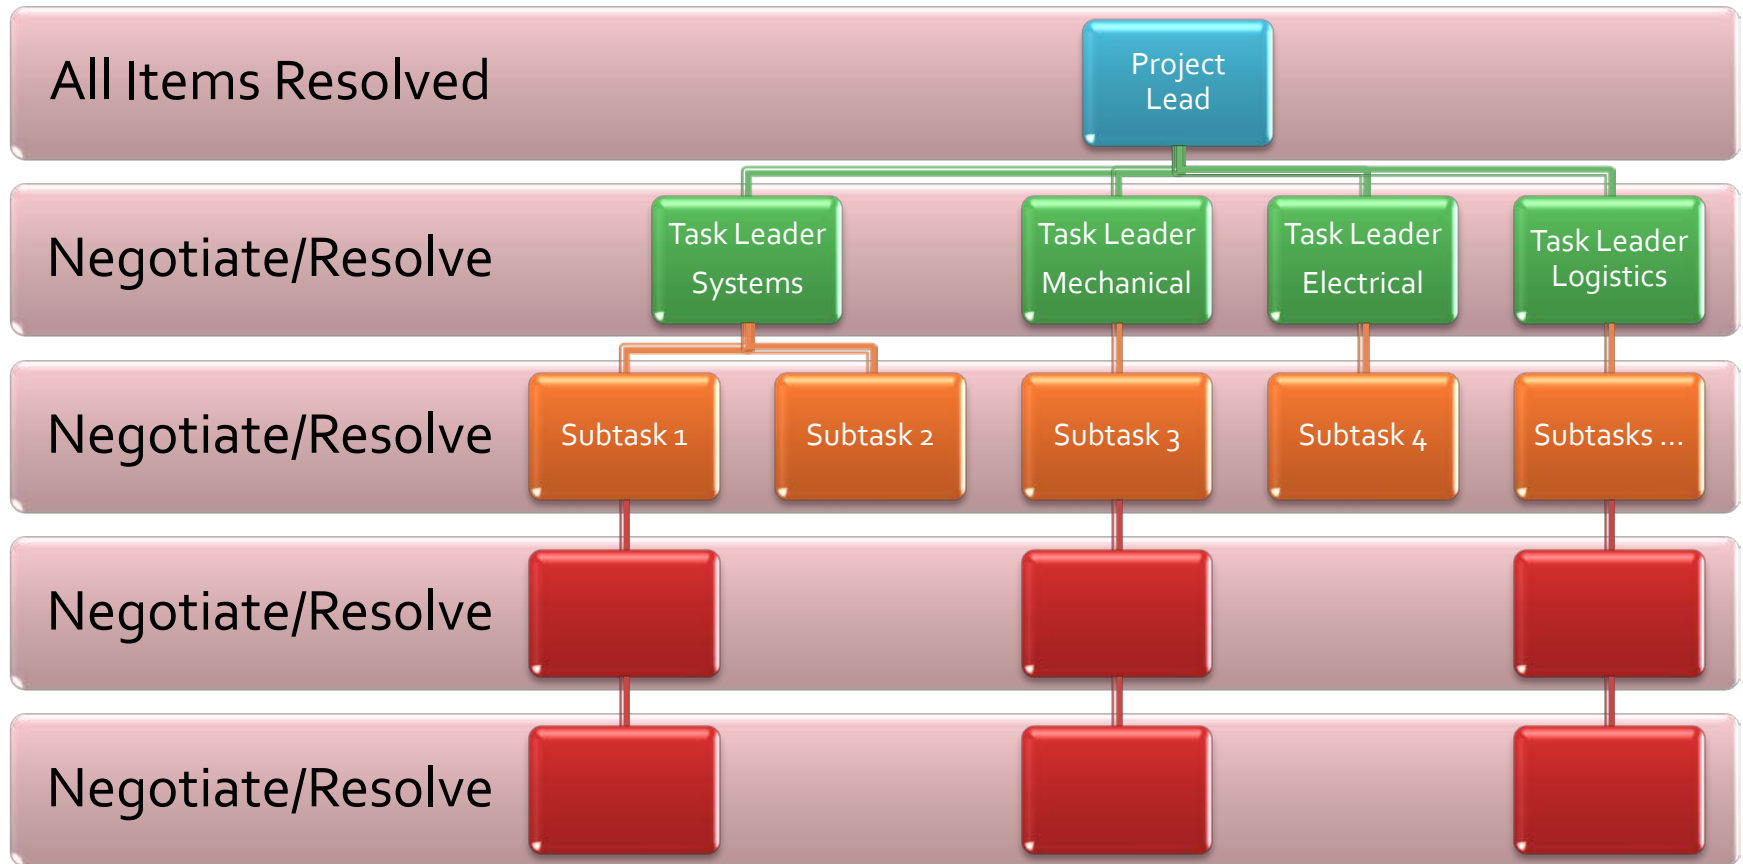 All Items Resolved
Project
Lead
Negotiate/Resolve
Task Leader
Systems
Task Leader
Mechanical
Task Leader
Electrical
Task Leader
Logistics
Negotiate/Resolve
Subtask 1
Subtask 2
Subtask 3
Subtask 4
Subtasks ...
Negotiate/Resolve
Negotiate/Resolve